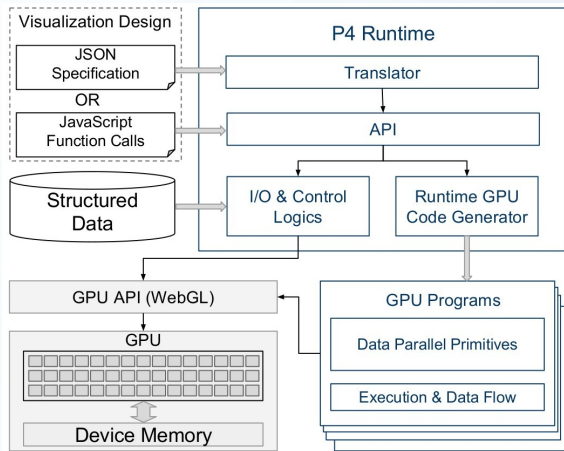 Visualization Design
JSON
Specification
OR
JavaScript
Function Calls
Structured
Data
P4 Runtime
Translator
API
I/O & Control
Logics
Runtime GPU
Code Generator
GPU API (WebGL)
GPU
Device Memory
GPU Programs
Data Parallel Primitives
Execution & Data Flow